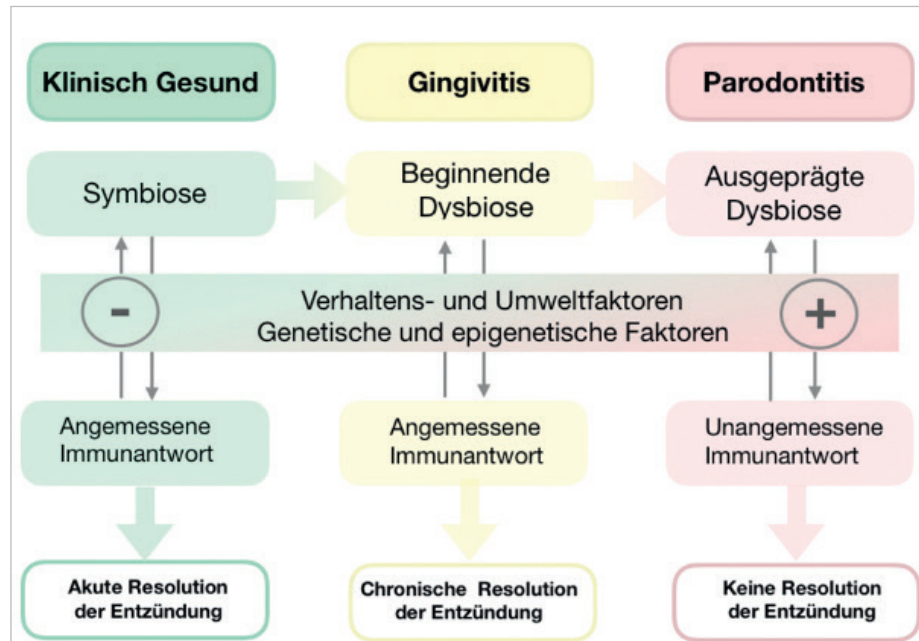 Klinisch Gesund
Gingivitis
Parodontitis
Symbiose
Beginnende
Dysbiose
Ausgeprägte
Dysbiose
-
Verhaltens- und Umweltfaktoren
Genetische und epigenetische Faktoren
+
Angemessene
Immunantwort
Angemessene
Immunantwort
Unangemessene
Immunantwort
Akute Resolution
der Entzündung
Chronische Resolution
der Entzündung
Keine Resolution
der Entzündung